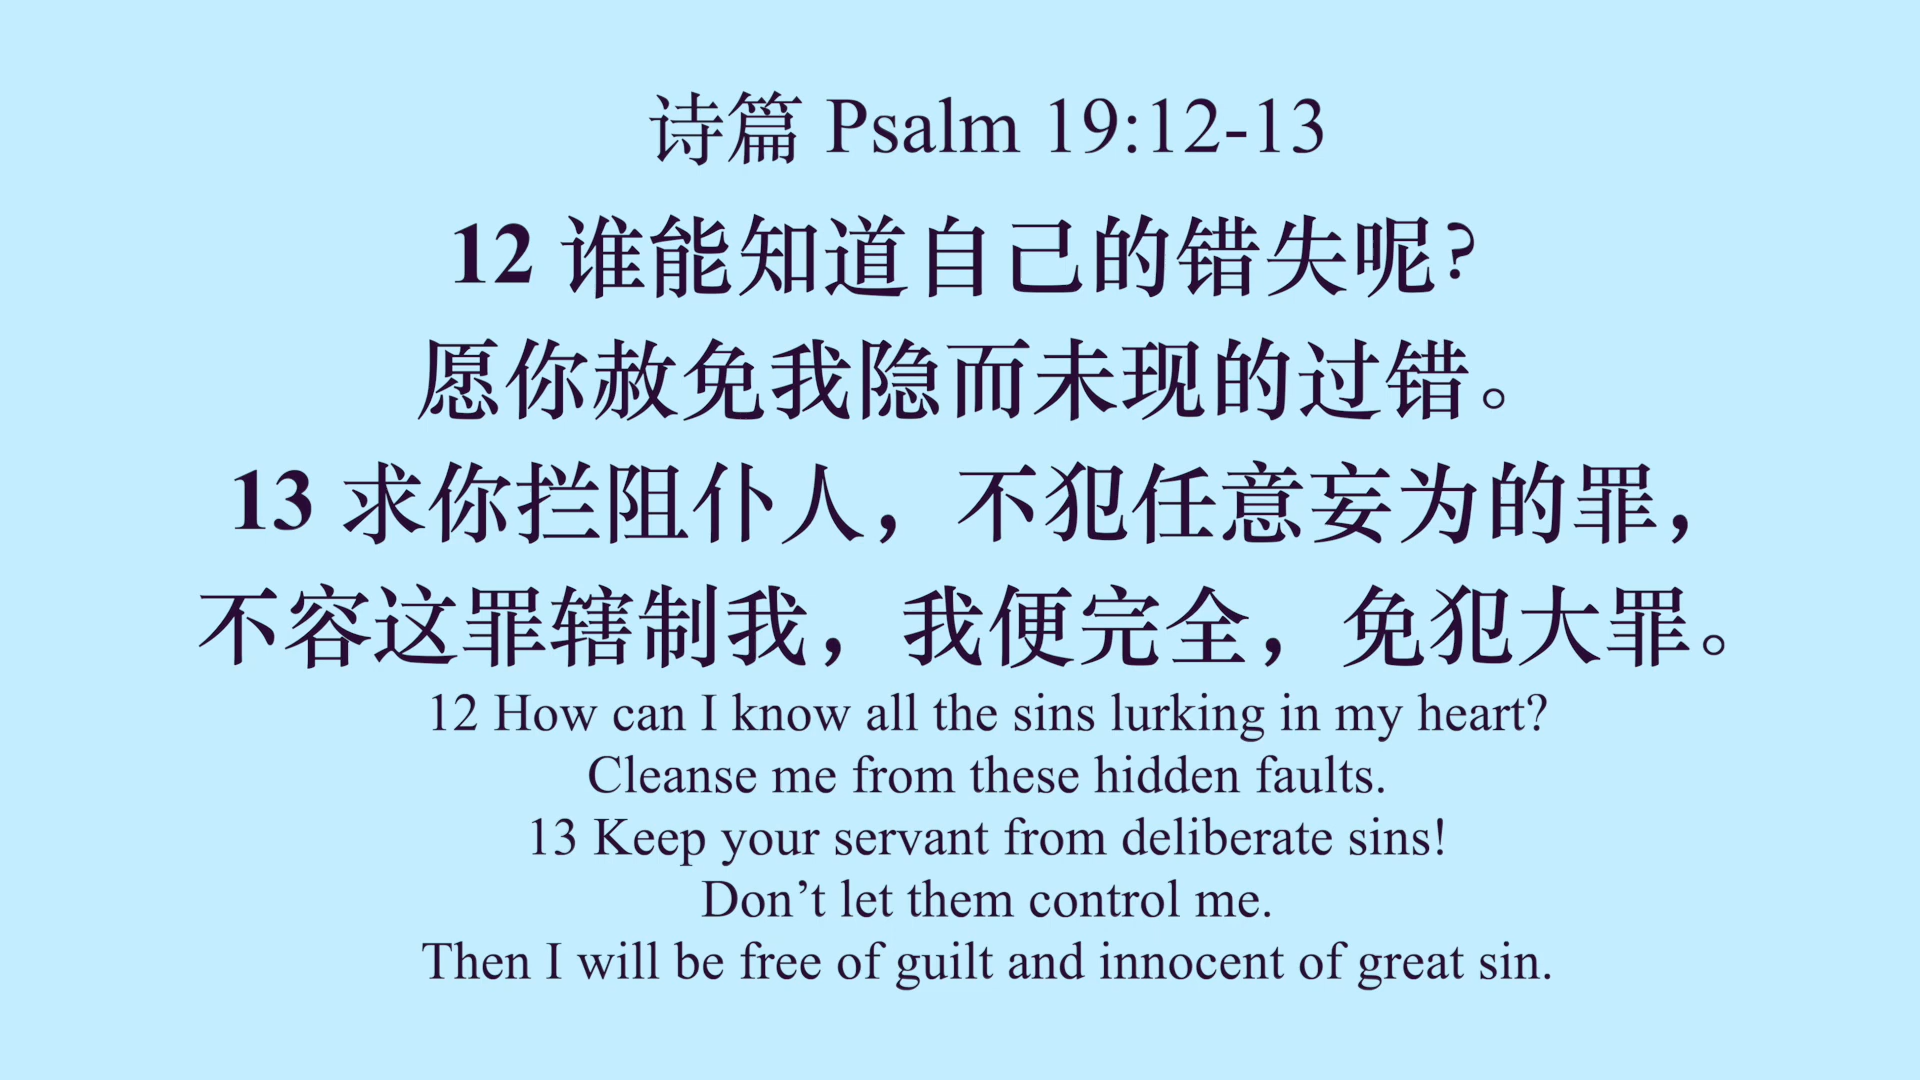 诗篇 Psalm 19:12-13
12 谁能知道自己的错失呢?
愿你赦免我隐而未现的过错。
13 求你拦阻仆人，不犯任意妄为的罪，
不容这罪辖制我，我便完全，免犯大罪。
12 How can I know all the sins lurking in my heart?
Cleanse me from these hidden faults.
13 Keep your servant from deliberate sins!
Don’t let them control me.
Then I will be free of guilt and innocent of great sin.